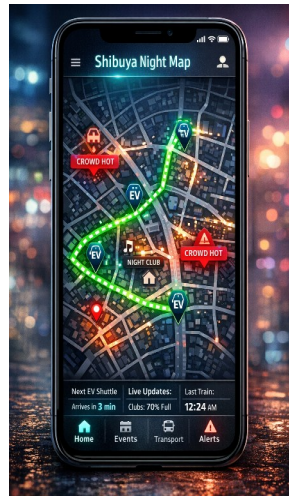 Shibuya Night Map
EV
CROWD HOT
EV
CROWD HOT
EV
NIGHT CLUB
EV
Next EV Shuttle
Arrives in 3 min
Live Updates:
Clubs: 70% Full
Last Train:
12:24 AM
Home
Events
Transport
Alerts